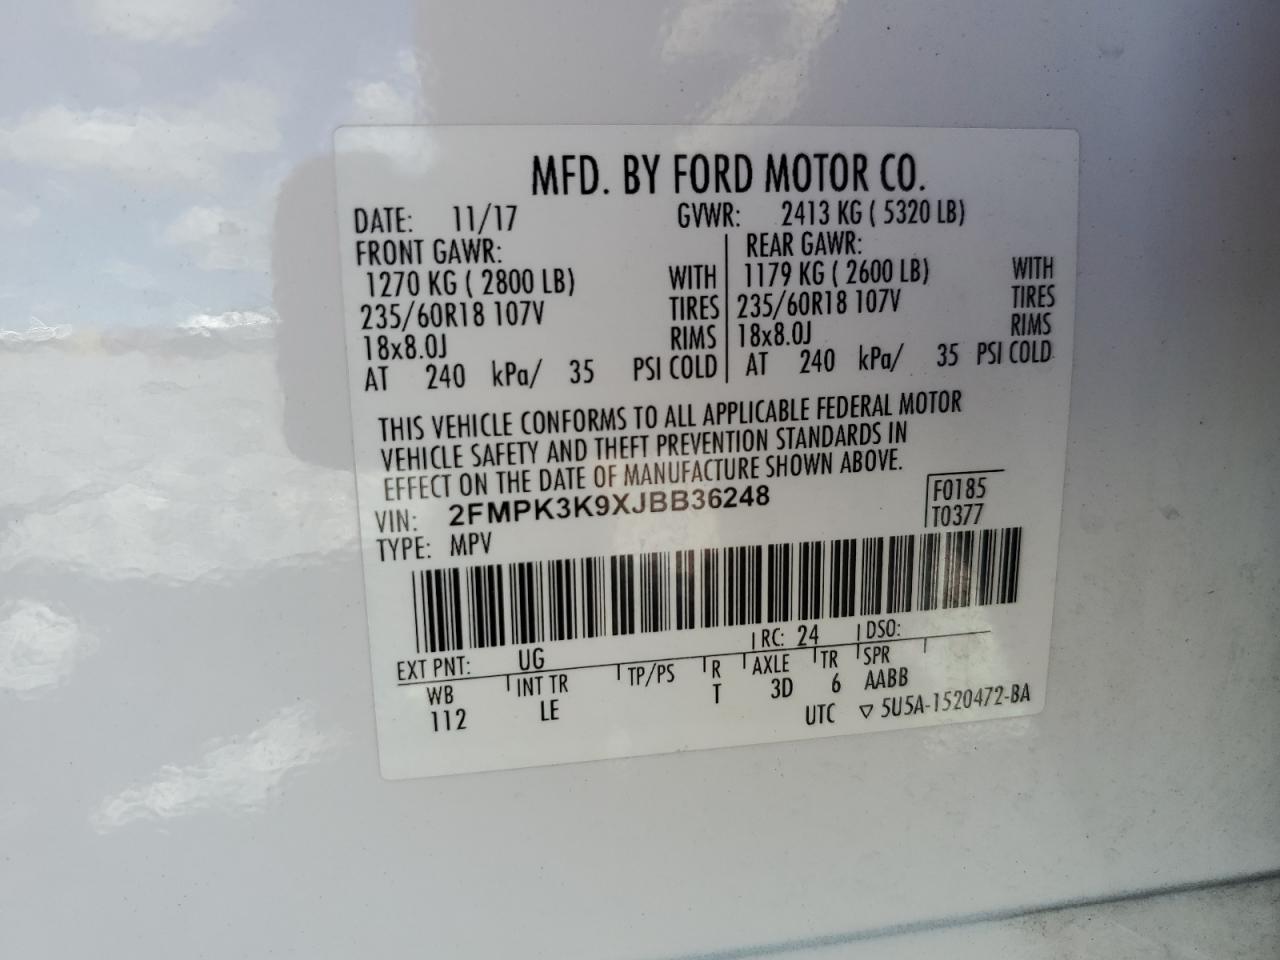 MFD. BY FORD MOTOR CO.
DATE: 11/17 GVWR: 2413 KG ( 5320 LB)
FRONT GAWR: REAR GAWR:
1270 KG ( 2800 LB) WITH 1179 KG ( 2600 LB) WITH
235/60R18 107V TIRES 235/60R18 107V TIRES
18x8.0J RIMS 18x8.0J RIMS
AT 240 kPa/ 35 PSI COLD AT 240 kPa/ 35 PSI COLD
THIS VEHICLE CONFORMS TO ALL APPLICABLE FEDERAL MOTOR
VEHICLE SAFETY AND THEFT PREVENTION STANDARDS IN
EFFECT ON THE DATE OF MANUFACTURE SHOWN ABOVE.
VIN: 2FMPK3K9XJBB36248 F0185
TYPE: MPV T0377
EXT PNT: UG RC: 24 DSO:
WB INT TR TP/PS R AXLE TR SPR
112 LE T 3D 6 AABB
UTC ▽ 5U5A-1520472-BA